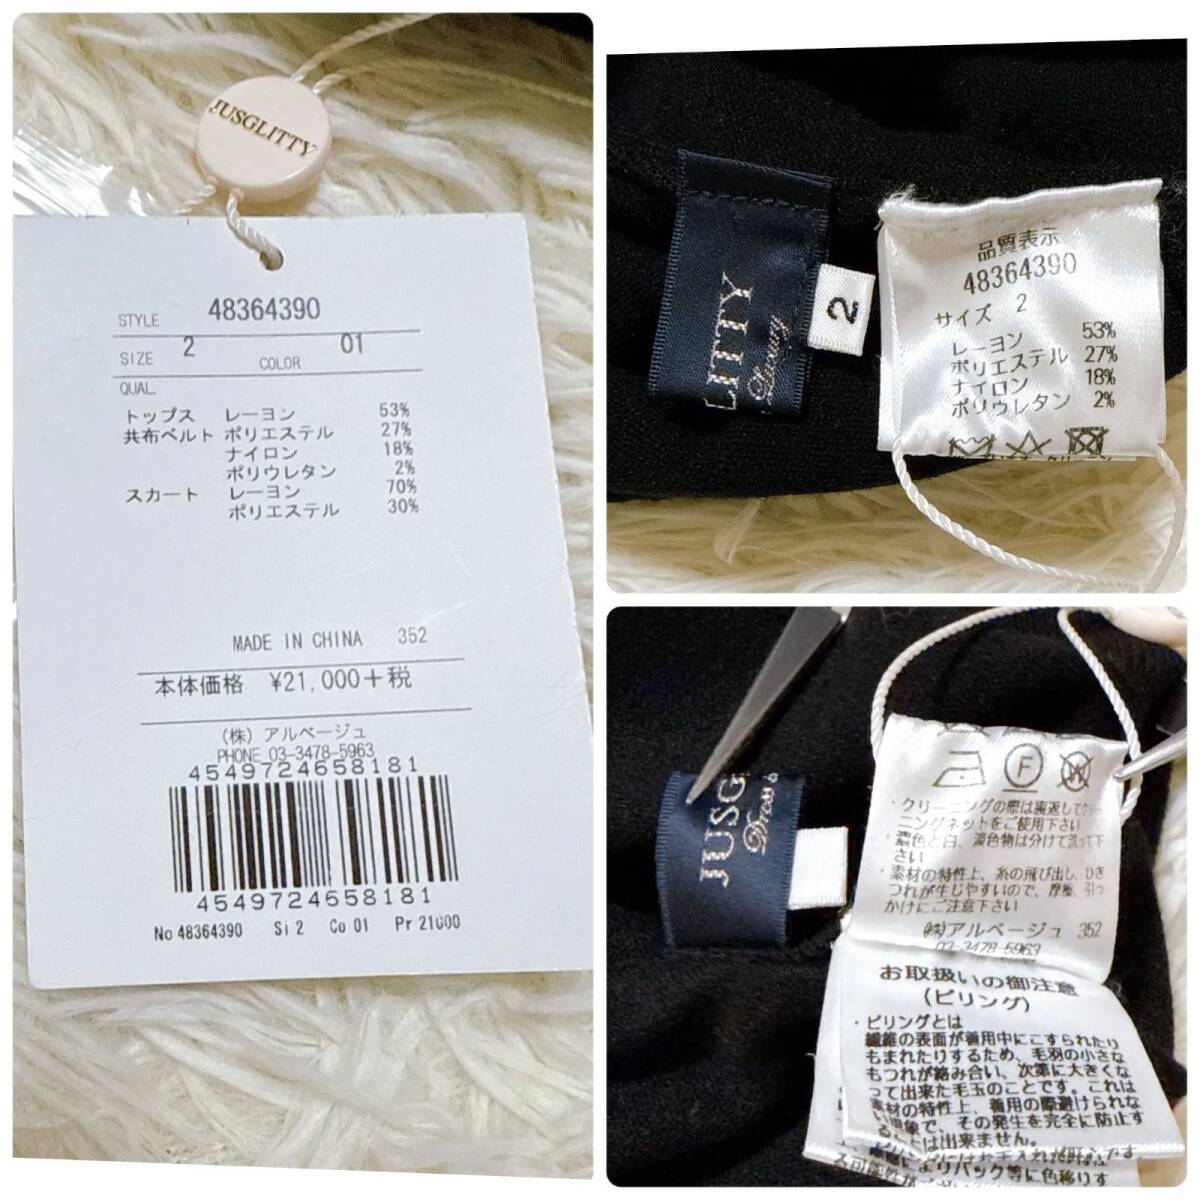 JUSGLITTY
STYLE 48364390
SIZE 2 COLOR 01
QUAL
トップス レーヨン 53%
共布ベルト ポリエステル 27%
ナイロン 18%
ポリウレタン 2%
スカート レーヨン 70%
ポリエステル 30%
MADE IN CHINA 352
本体価格 ¥21,000+税
(株) アルページュ
PHONE 03-3478-5963
4549724658181
4549724658181
No 48364390 Si 2 Co 01 Pr 21000
LITTY
Luxury
2
品質表示
48364390
サイズ 2
レーヨン 53%
ポリエステル 27%
ナイロン 18%
ポリウレタン 2%
JUSG
Dress &
F W
・クリーニングの際は裏返してクリー
ニングネットをご使用下さい
・濃色と白、淡色物は分けて洗って下
さい
・素材の特性上、糸の飛び出し、ひき
つれが生じやすいので、摩擦、引っ
かけにご注意下さい
(株)アルページュ 352
03-3478-5963
お取扱いの御注意
(ピリング)
・ピリングとは
繊維の表面が着用中にこすられたり
もまれたりするため、毛羽の小さな
もつれが絡み合い、次第に大きくな
って出来た毛玉のことです。これは
素材の特性上、着用の際避けられな
い現象で、その発生を完全に防止す
ることは出来ません。